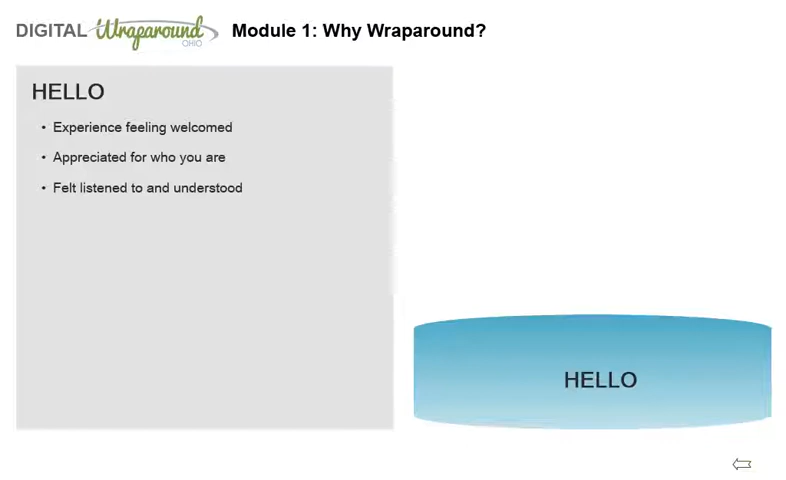 DIGITAL Wraparound OHIO
Module 1: Why Wraparound?
HELLO
• Experience feeling welcomed
• Appreciated for who you are
• Felt listened to and understood
HELLO